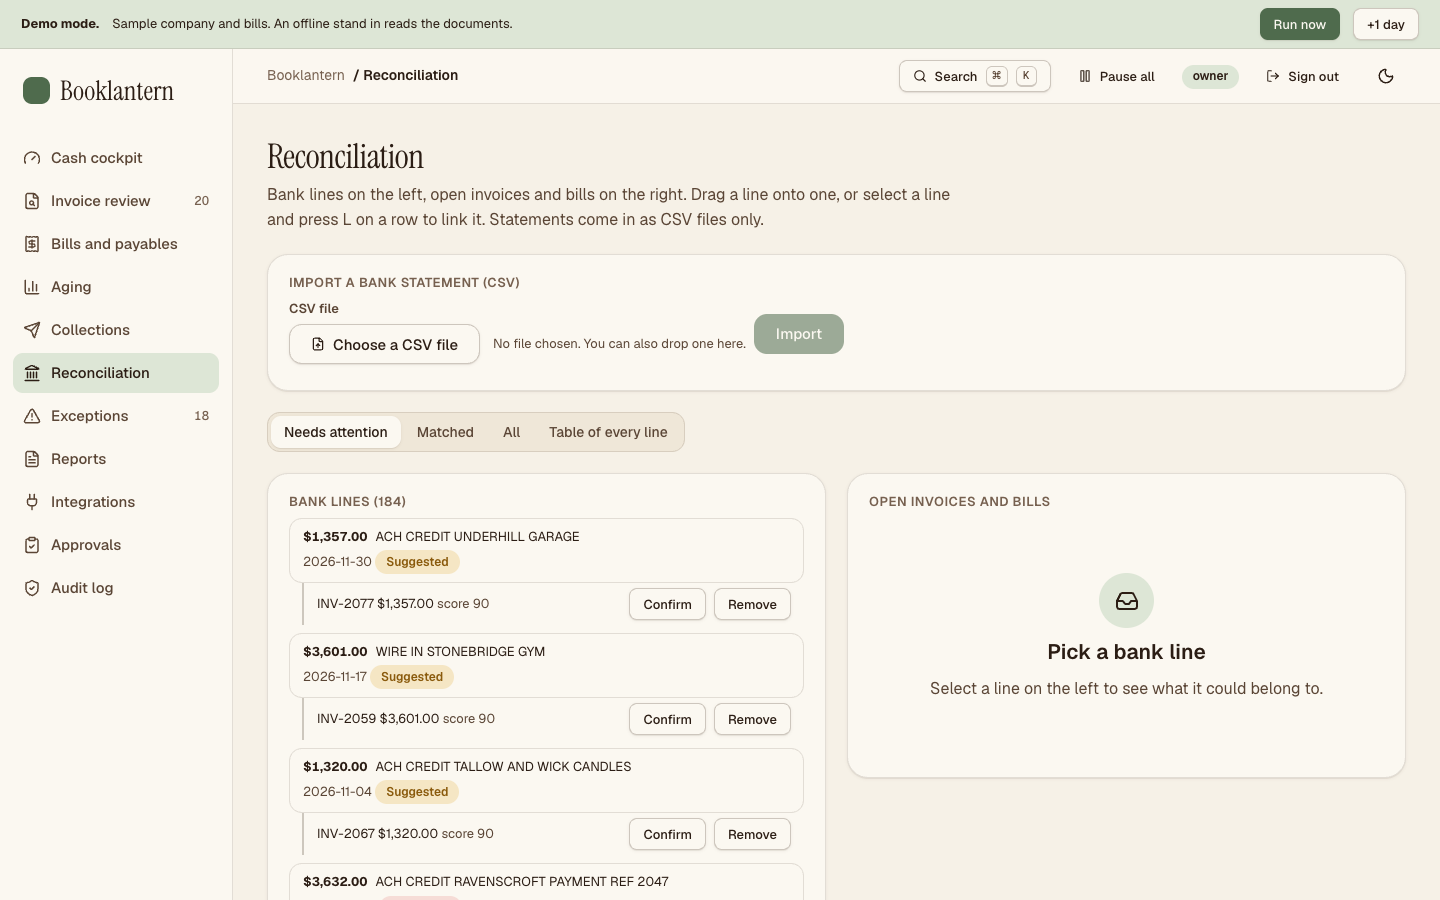 Demo mode. Sample company and bills. An offline stand in reads the documents.
Run now
+1 day
Booklantern
Booklantern / Reconciliation
Search ⌘ K
Pause all
owner
Sign out
Cash cockpit
Invoice review 20
Bills and payables
Aging
Collections
Reconciliation
Exceptions 18
Reports
Integrations
Approvals
Audit log
Reconciliation
Bank lines on the left, open invoices and bills on the right. Drag a line onto one, or select a line
and press L on a row to link it. Statements come in as CSV files only.
IMPORT A BANK STATEMENT (CSV)
CSV file
Choose a CSV file
No file chosen. You can also drop one here.
Import
Needs attention
Matched
All
Table of every line
BANK LINES (184)
$1,357.00 ACH CREDIT UNDERHILL GARAGE
2026-11-30 Suggested
INV-2077 $1,357.00 score 90 Confirm Remove
$3,601.00 WIRE IN STONEBRIDGE GYM
2026-11-17 Suggested
INV-2059 $3,601.00 score 90 Confirm Remove
$1,320.00 ACH CREDIT TALLOW AND WICK CANDLES
2026-11-04 Suggested
INV-2067 $1,320.00 score 90 Confirm Remove
$3,632.00 ACH CREDIT RAVENSCROFT PAYMENT REF 2047
OPEN INVOICES AND BILLS
Pick a bank line
Select a line on the left to see what it could belong to.